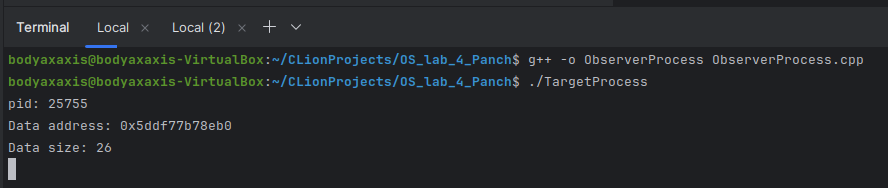 Terminal Local × Local (2) × +
bodyaxaxis@bodyaxaxis-VirtualBox:~/CLionProjects/OS_lab_4_Panch$ g++ -o ObserverProcess ObserverProcess.cpp
bodyaxaxis@bodyaxaxis-VirtualBox:~/CLionProjects/OS_lab_4_Panch$ ./TargetProcess
pid: 25755
Data address: 0x5ddf77b78eb0
Data size: 26